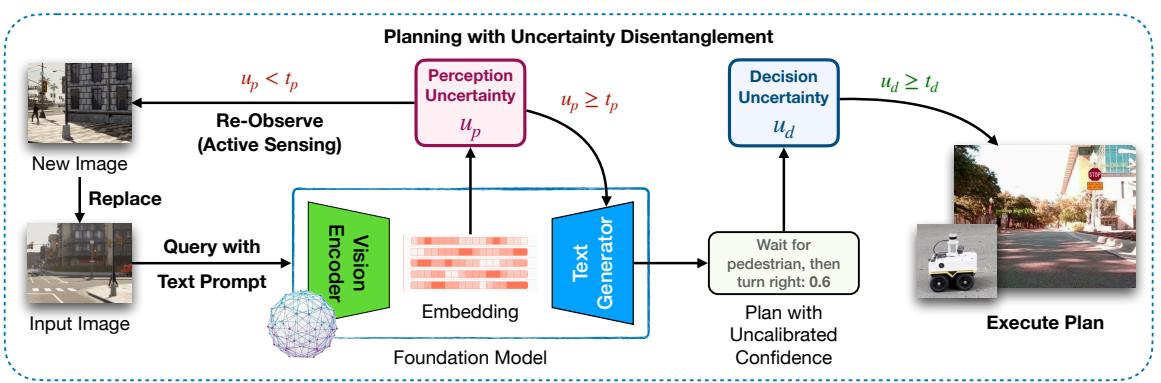 Planning with Uncertainty Disentanglement
u_p < t_p
Re-Observe
(Active Sensing)
New Image
Replace
Input Image
Query with
Text Prompt
Perception
Uncertainty
u_p
u_p ≥ t_p
Vision
Encoder
Embedding
Text
Generator
Foundation Model
Decision
Uncertainty
u_d
u_d ≥ t_d
Wait for
pedestrian, then
turn right: 0.6
Plan with
Uncalibrated
Confidence
STOP
Execute Plan